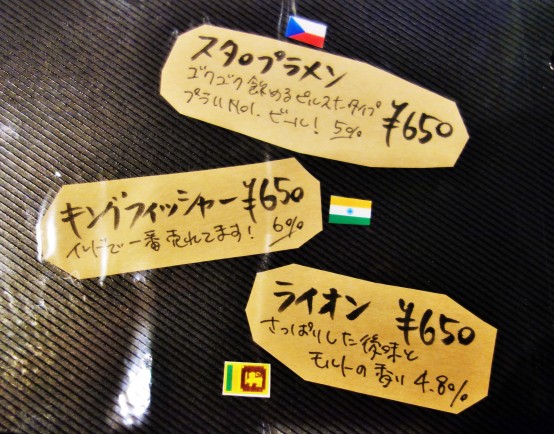 スタロプラメン
ゴクゴク飲めるピルスナータイプ
プラハNo1.ビール! 5%
¥650
キングフィッシャー ¥650
インドで一番売れてます! 6%
ライオン ¥650
さっぱりした後味と
モルトの香り 4.8%